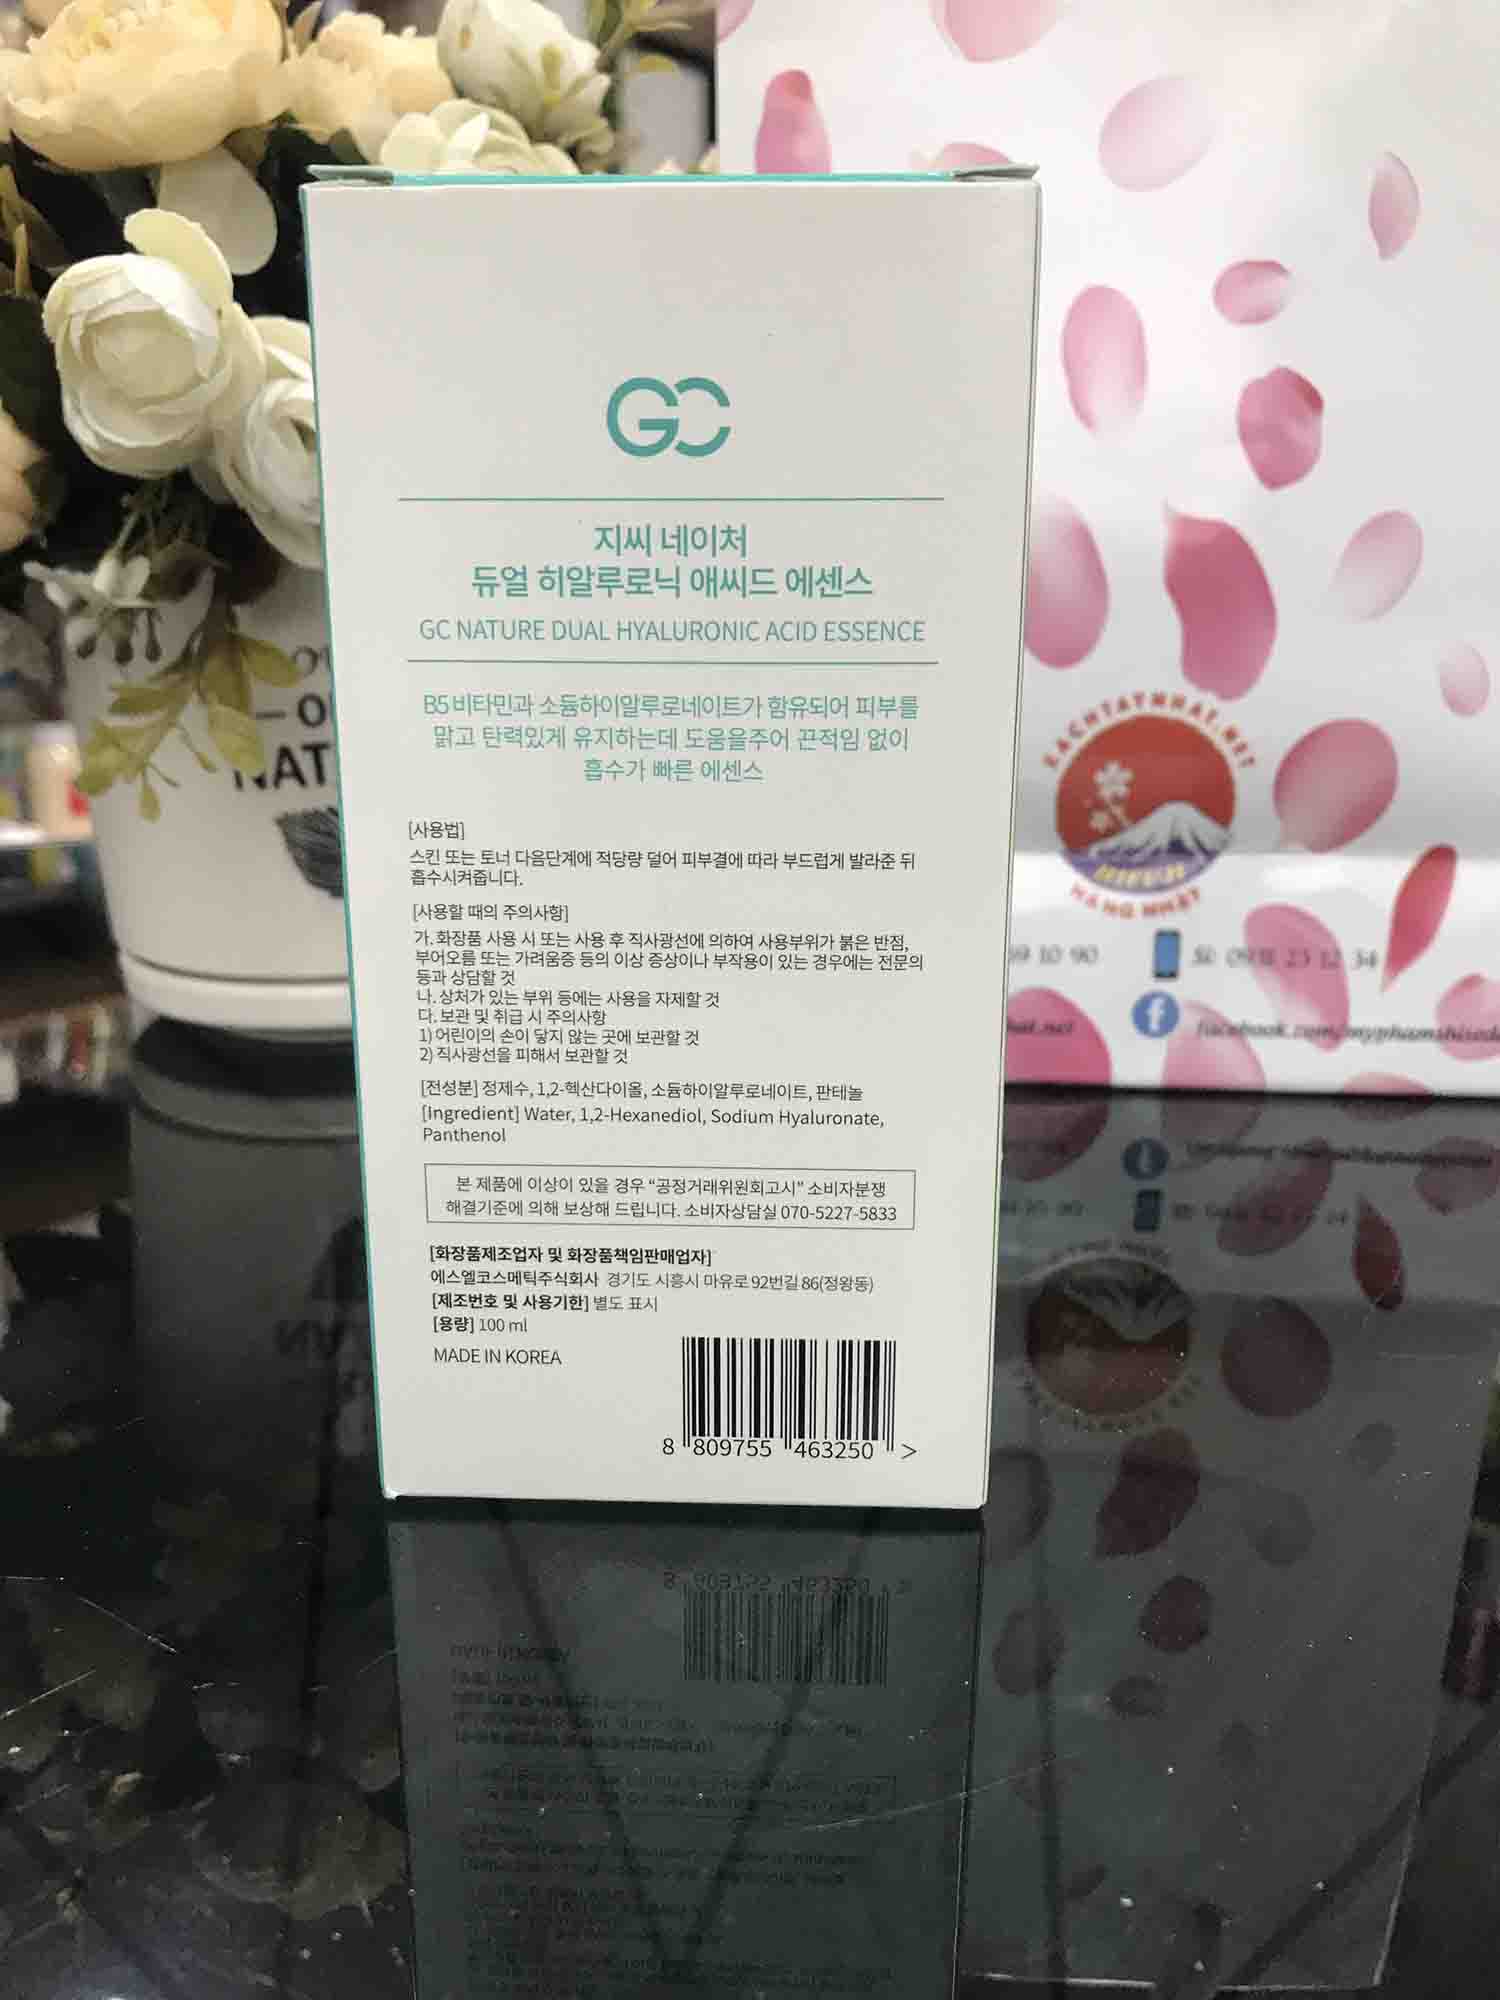 GC
지씨 네이처
듀얼 히알루로닉 애씨드 에센스
GC NATURE DUAL HYALURONIC ACID ESSENCE
B5 비타민과 소듐하이알루로네이트가 함유되어 피부를
맑고 탄력있게 유지하는데 도움을주어 끈적임 없이
흡수가 빠른 에센스
[사용법]
스킨 또는 토너 다음단계에 적당량 덜어 피부결에 따라 부드럽게 발라준 뒤
흡수시켜줍니다.
[사용할 때의 주의사항]
가. 화장품 사용 시 또는 사용 후 직사광선에 의하여 사용부위가 붉은 반점,
부어오름 또는 가려움증 등의 이상 증상이나 부작용이 있는 경우에는 전문의
등과 상담할 것
나. 상처가 있는 부위 등에는 사용을 자제할 것
다. 보관 및 취급 시 주의사항
1) 어린이의 손이 닿지 않는 곳에 보관할 것
2) 직사광선을 피해서 보관할 것
[전성분] 정제수, 1,2-헥산다이올, 소듐하이알루로네이트, 판테놀
[Ingredient] Water, 1,2-Hexanediol, Sodium Hyaluronate,
Panthenol
본 제품에 이상이 있을 경우 “공정거래위원회고시” 소비자분쟁
해결기준에 의해 보상해 드립니다. 소비자상담실 070-5227-5833
[화장품제조업자 및 화장품책임판매업자]
에스엘코스메틱주식회사 경기도 시흥시 마유로92번길 86(정왕동)
[제조번호 및 사용기한] 별도 표시
[용량] 100 ml
MADE IN KOREA
8 809755 463250 >
NAT
XACHTAYNHAT.NET
HÀNG NHẬT
59 10 90
hat.net